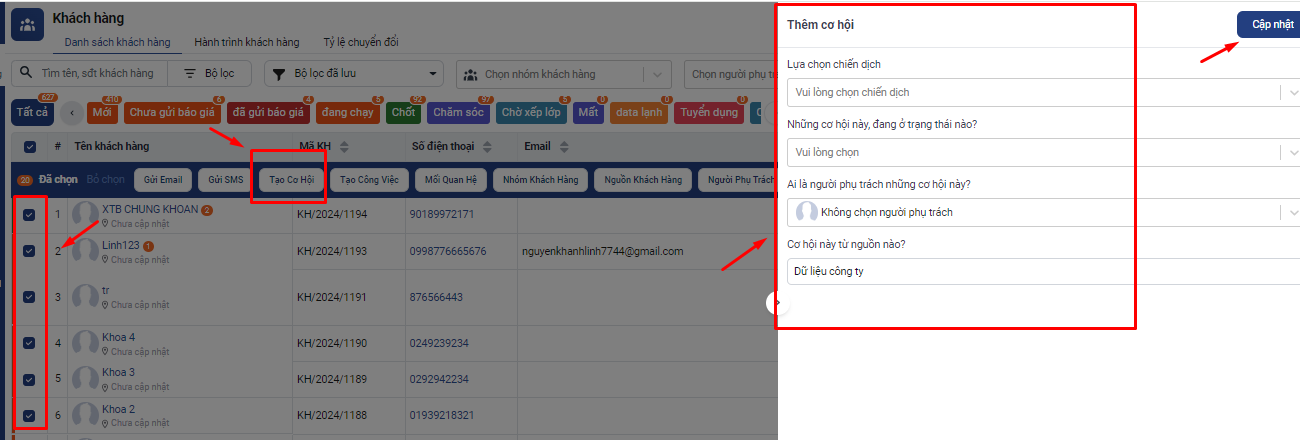 Khách hàng
Danh sách khách hàng Hành trình khách hàng Tỷ lệ chuyển đổi
Tìm tên, sđt khách hàng Bộ lọc Bộ lọc đã lưu Chọn nhóm khách hàng Chọn người phụ
627 410 6 4 5 92 97 5 0 0 0
Tất cả Mới Chưa gửi báo giá đã gửi báo giá đang chạy Chốt Chăm sóc Chờ xếp lớp Mất data lạnh Tuyển dụng
# Tên khách hàng Mã KH Số điện thoại Email
20 Đã chọn Bỏ chọn Gửi Email Gửi SMS Tạo Cơ Hội Tạo Công Việc Mối Quan Hệ Nhóm Khách Hàng Nguồn Khách Hàng Người Phụ Trách
1 XTB CHUNG KHOAN 2 KH/2024/1194 90189972171
Chưa cập nhật
2 Linh123 1 KH/2024/1193 0998776665676 nguyenkhanhlinh7744@gmail.com
Chưa cập nhật
3 tr KH/2024/1191 876566443
Chưa cập nhật
4 Khoa 4 KH/2024/1190 0249239234
Chưa cập nhật
5 Khoa 3 KH/2024/1189 0292942234
Chưa cập nhật
6 Khoa 2 KH/2024/1188 01939218321
Chưa cập nhật
Thêm cơ hội Cập nhật
Lựa chọn chiến dịch
Vui lòng chọn chiến dịch
Những cơ hội này, đang ở trạng thái nào?
Vui lòng chọn
Ai là người phụ trách những cơ hội này?
Không chọn người phụ trách
Cơ hội này từ nguồn nào?
Dữ liệu công ty